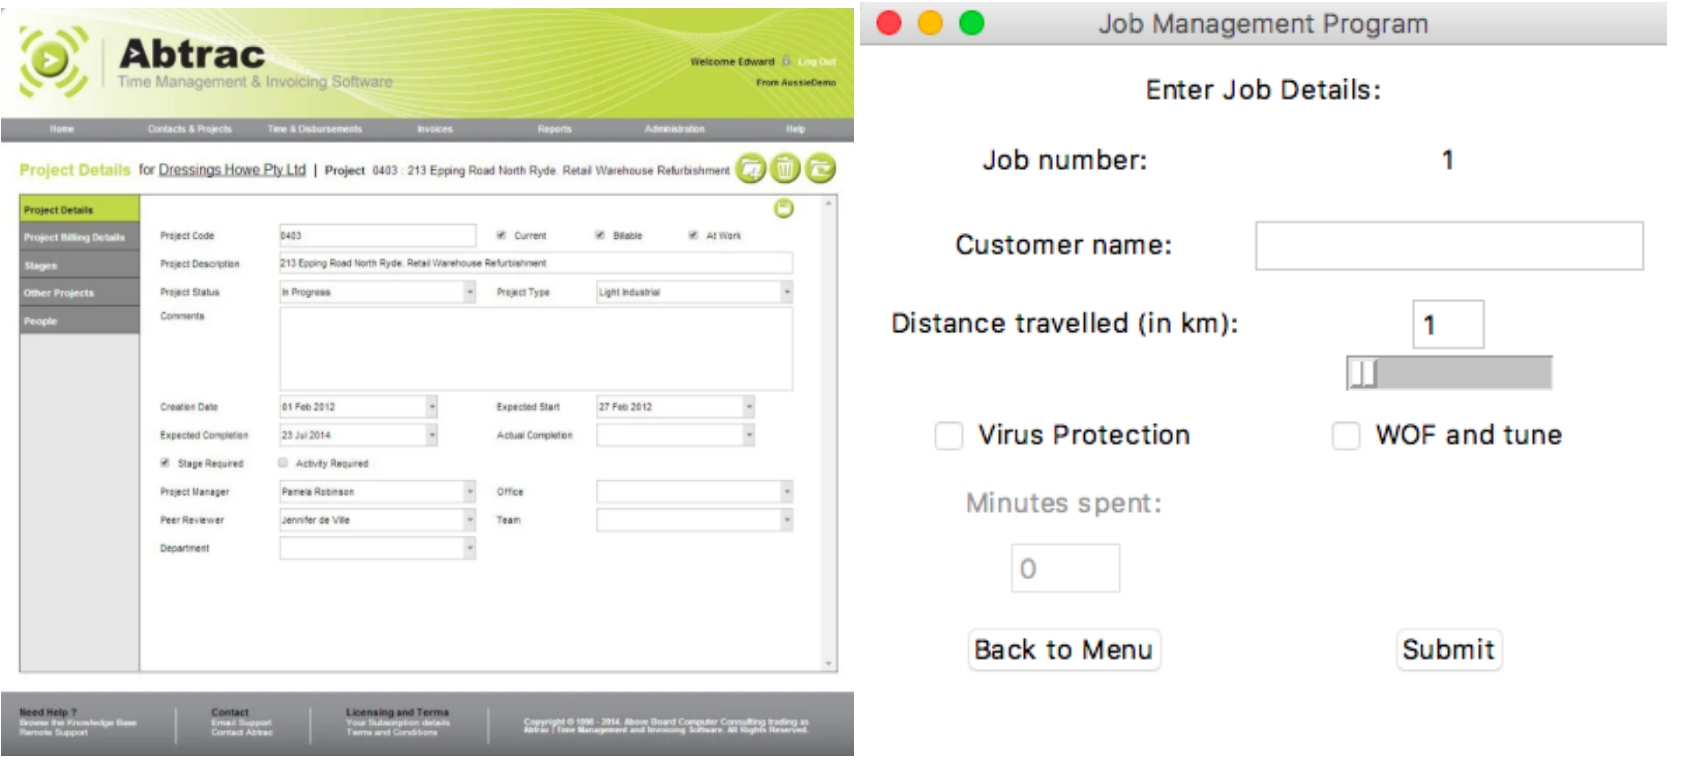 Abtrac
Time Management & Invoicing Software
Welcome Edward Log Out
From AussieDemo
Home Contacts & Projects Time & Disbursements Invoices Reports Administration Help
Project Details for Dressings Howe Pty Ltd | Project 0403 : 213 Epping Road North Ryde. Retail Warehouse Refurbishment
Project Details
Project Billing Details
Stages
Other Projects
People
Project Code 0403 Current Billable At Work
Project Description 213 Epping Road North Ryde. Retail Warehouse Refurbishment
Project Status In Progress Project Type Light Industrial
Comments
Creation Date 01 Feb 2012 Expected Start 27 Feb 2012
Expected Completion 23 Jul 2014 Actual Completion
Stage Required Activity Required
Project Manager Pamela Robinson Office
Peer Reviewer Jennifer de Ville Team
Department
Need Help ?
Browse the Knowledge Base
Remote Support
Contact
Email Support
Contact Abtrac
Licensing and Terms
Your Subscription details
Terms and Conditions
Copyright © 1998 - 2014. Above Board Computer Consulting trading as
Abtrac | Time Management and Invoicing Software. All Rights Reserved.
Job Management Program
Enter Job Details:
Job number: 1
Customer name:
Distance travelled (in km): 1
Virus Protection WOF and tune
Minutes spent:
0
Back to Menu Submit